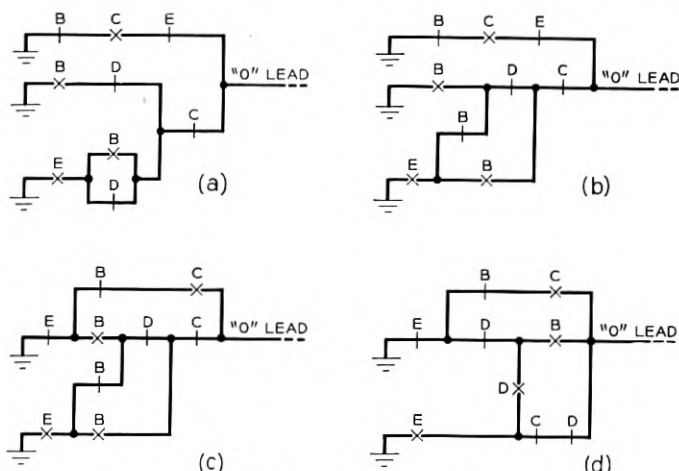 B C E
B D "O" LEAD
C
E B
D (a)
B C E
B D C "O" LEAD
B
E B (b)
B C
E B D C "O" LEAD
B
E B (c)
B C
E D B "O" LEAD
D
E C D (d)